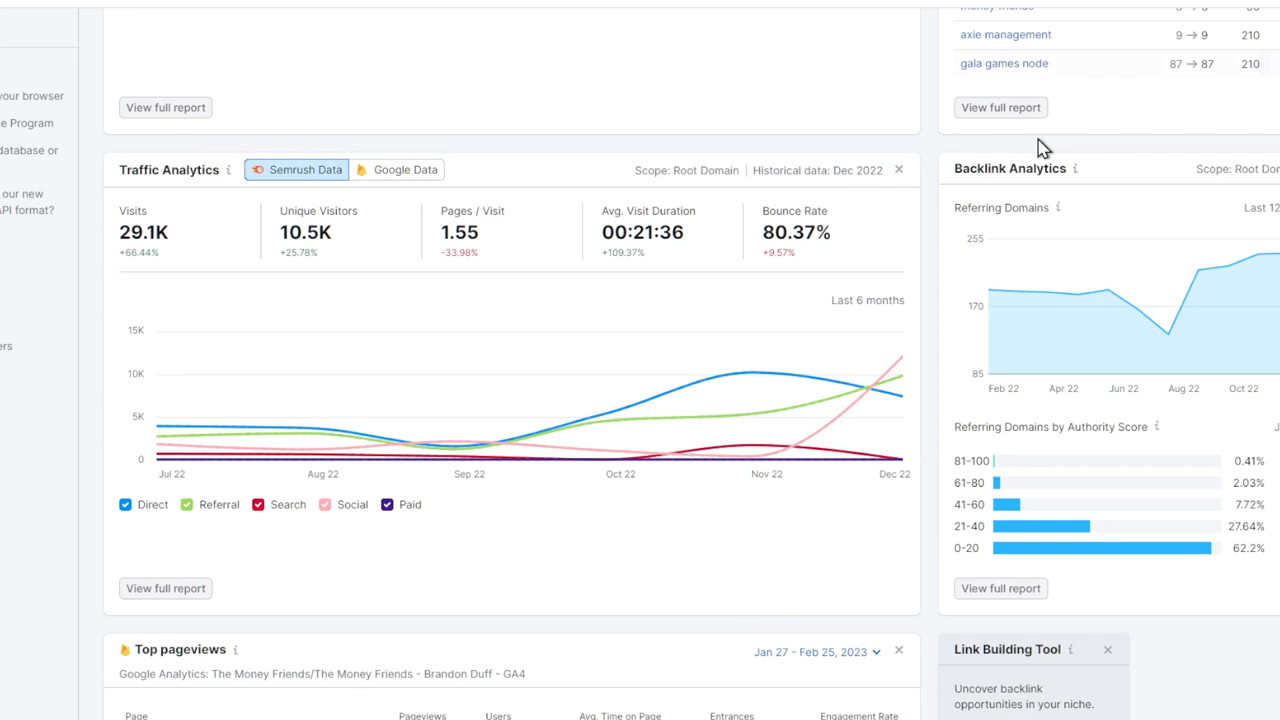 axie management 9 → 9 210
gala games node 87 → 87 210
View full report
View full report
your browser
te Program
database or
our new
API format?
ers
Traffic Analytics i Semrush Data Google Data Scope: Root Domain Historical data: Dec 2022 ×
Visits Unique Visitors Pages / Visit Avg. Visit Duration Bounce Rate
29.1K 10.5K 1.55 00:21:36 80.37%
+66.44% +25.78% -33.98% +109.37% +9.57%
Last 6 months
15K
10K
5K
0
Jul 22 Aug 22 Sep 22 Oct 22 Nov 22 Dec 22
Direct Referral Search Social Paid
View full report
Backlink Analytics i Scope: Root Dor
Referring Domains i Last 12
255
170
85
Feb 22 Apr 22 Jun 22 Aug 22 Oct 22
Referring Domains by Authority Score i J
81-100 0.41%
61-80 2.03%
41-60 7.72%
21-40 27.64%
0-20 62.2%
View full report
Top pageviews i Jan 27 - Feb 25, 2023 ×
Google Analytics: The Money Friends/The Money Friends - Brandon Duff - GA4
Page Pageviews Users Avg. Time on Page Entrances Engagement Rate
Link Building Tool i ×
Uncover backlink
opportunities in your niche.